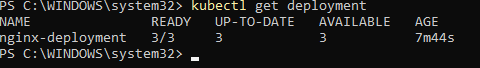 PS C:\WINDOWS\system32> kubectl get deployment
NAME READY UP-TO-DATE AVAILABLE AGE
nginx-deployment 3/3 3 3 7m44s
PS C:\WINDOWS\system32>